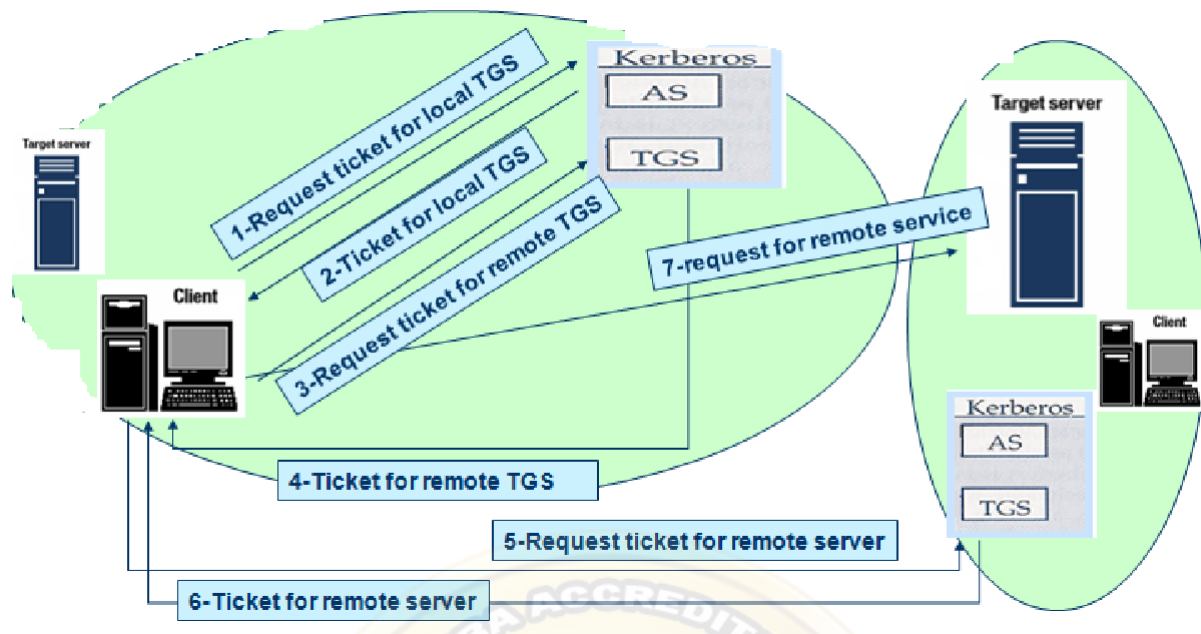 Kerberos
AS
TGS
Target server
Client
1-Request ticket for local TGS
2-Ticket for local TGS
3-Request ticket for remote TGS
7-request for remote service
Target server
Client
Kerberos
AS
TGS
4-Ticket for remote TGS
5-Request ticket for remote server
6-Ticket for remote server